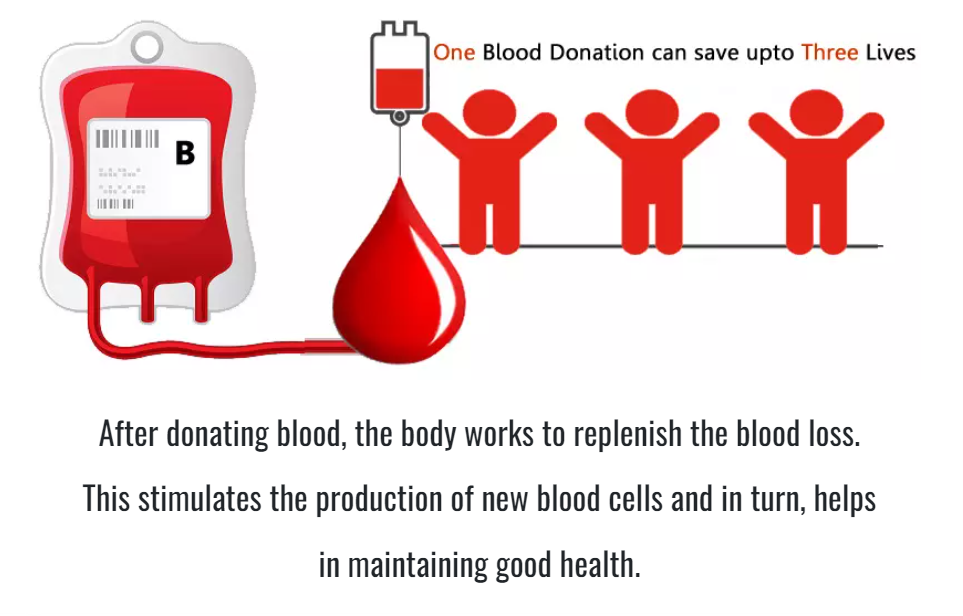 One Blood Donation can save upto Three Lives
B
After donating blood, the body works to replenish the blood loss.
This stimulates the production of new blood cells and in turn, helps
in maintaining good health.